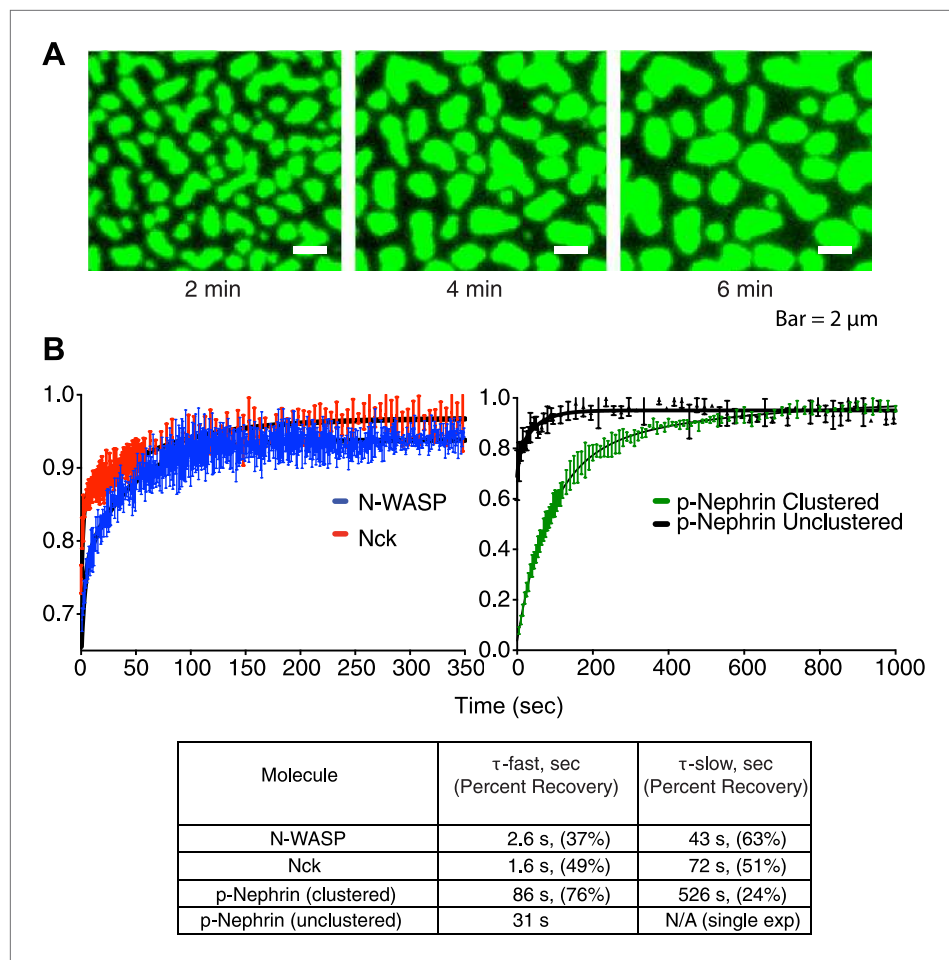 A
2 min 4 min 6 min
Bar = 2 µm
B
1.0
0.9
0.8
0.7
0 50 100 150 200 250 300 350
N-WASP
Nck
1.0
0.8
0.6
0.4
0.2
0.0
0 200 400 600 800 1000
p-Nephrin Clustered
p-Nephrin Unclustered
Time (sec)
Molecule τ-fast, sec (Percent Recovery) τ-slow, sec (Percent Recovery)
N-WASP 2.6 s, (37%) 43 s, (63%)
Nck 1.6 s, (49%) 72 s, (51%)
p-Nephrin (clustered) 86 s, (76%) 526 s, (24%)
p-Nephrin (unclustered) 31 s N/A (single exp)